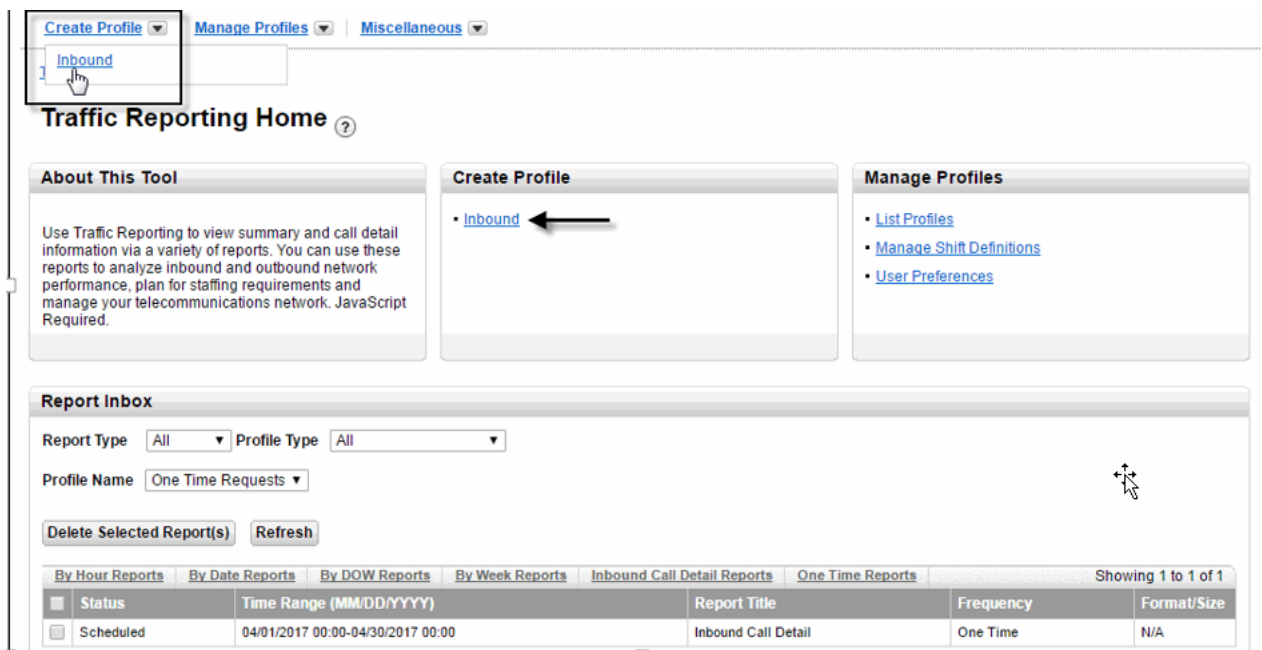 Create Profile Manage Profiles Miscellaneous
Inbound
Traffic Reporting Home ?
About This Tool
Use Traffic Reporting to view summary and call detail
information via a variety of reports. You can use these
reports to analyze inbound and outbound network
performance, plan for staffing requirements and
manage your telecommunications network. JavaScript
Required.
Create Profile
Inbound
Manage Profiles
List Profiles
Manage Shift Definitions
User Preferences
Report Inbox
Report Type All Profile Type All
Profile Name One Time Requests
Delete Selected Report(s) Refresh
By Hour Reports By Date Reports By DOW Reports By Week Reports Inbound Call Detail Reports One Time Reports Showing 1 to 1 of 1
Status Time Range (MM/DD/YYYY) Report Title Frequency Format/Size
Scheduled 04/01/2017 00:00-04/30/2017 00:00 Inbound Call Detail One Time N/A